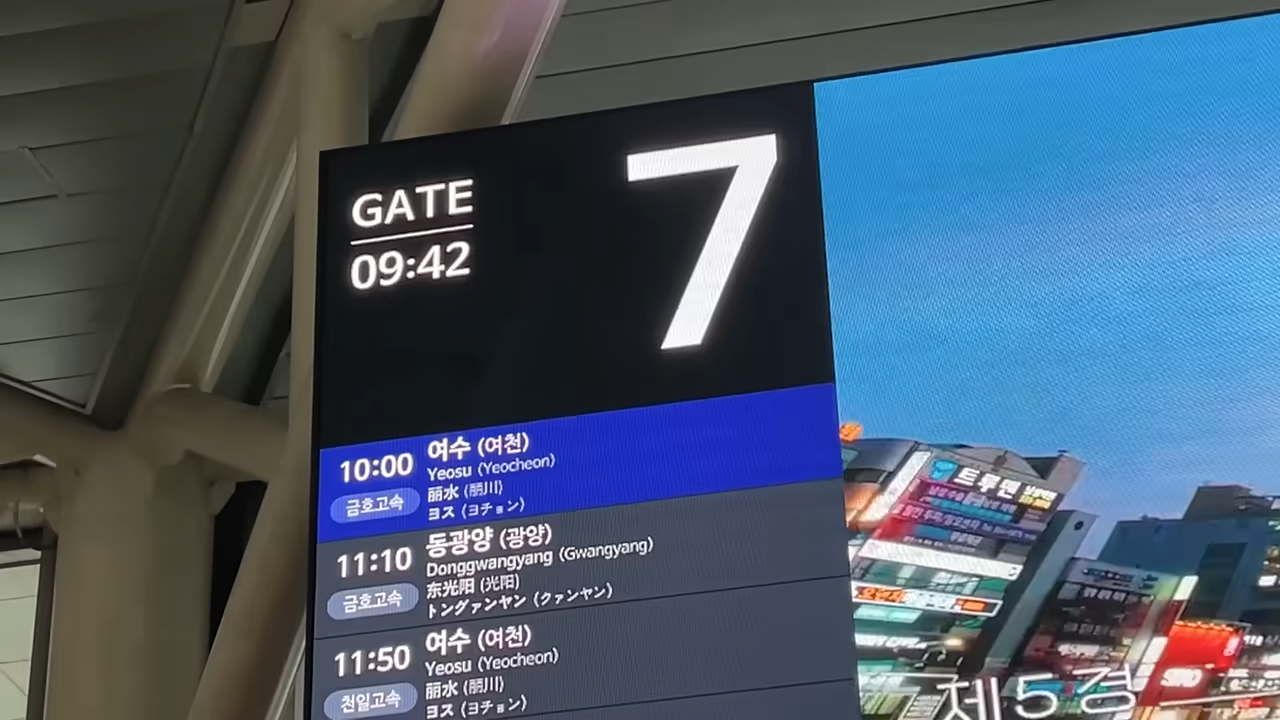 GATE
09:42
7
10:00
여수 (여천)
Yeosu (Yeocheon)
丽水 (丽川)
ヨス (ヨチョン)
금호고속
11:10
동광양 (광양)
Donggwangyang (Gwangyang)
东光阳 (光阳)
トングァンヤン (クァンヤン)
금호고속
11:50
여수 (여천)
Yeosu (Yeocheon)
丽水 (丽川)
ヨス (ヨチョン)
천일고속
트루맨
제5경